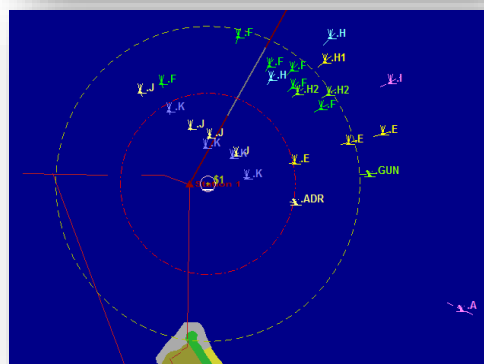 .F
.H
.H1
.F
.F
.H
.I
.J
.F
.F
H2
.H2
.F
.K
.J
.J
.E
.E
.K
.J
.E
.K
GUN
$1
.ADR
.A